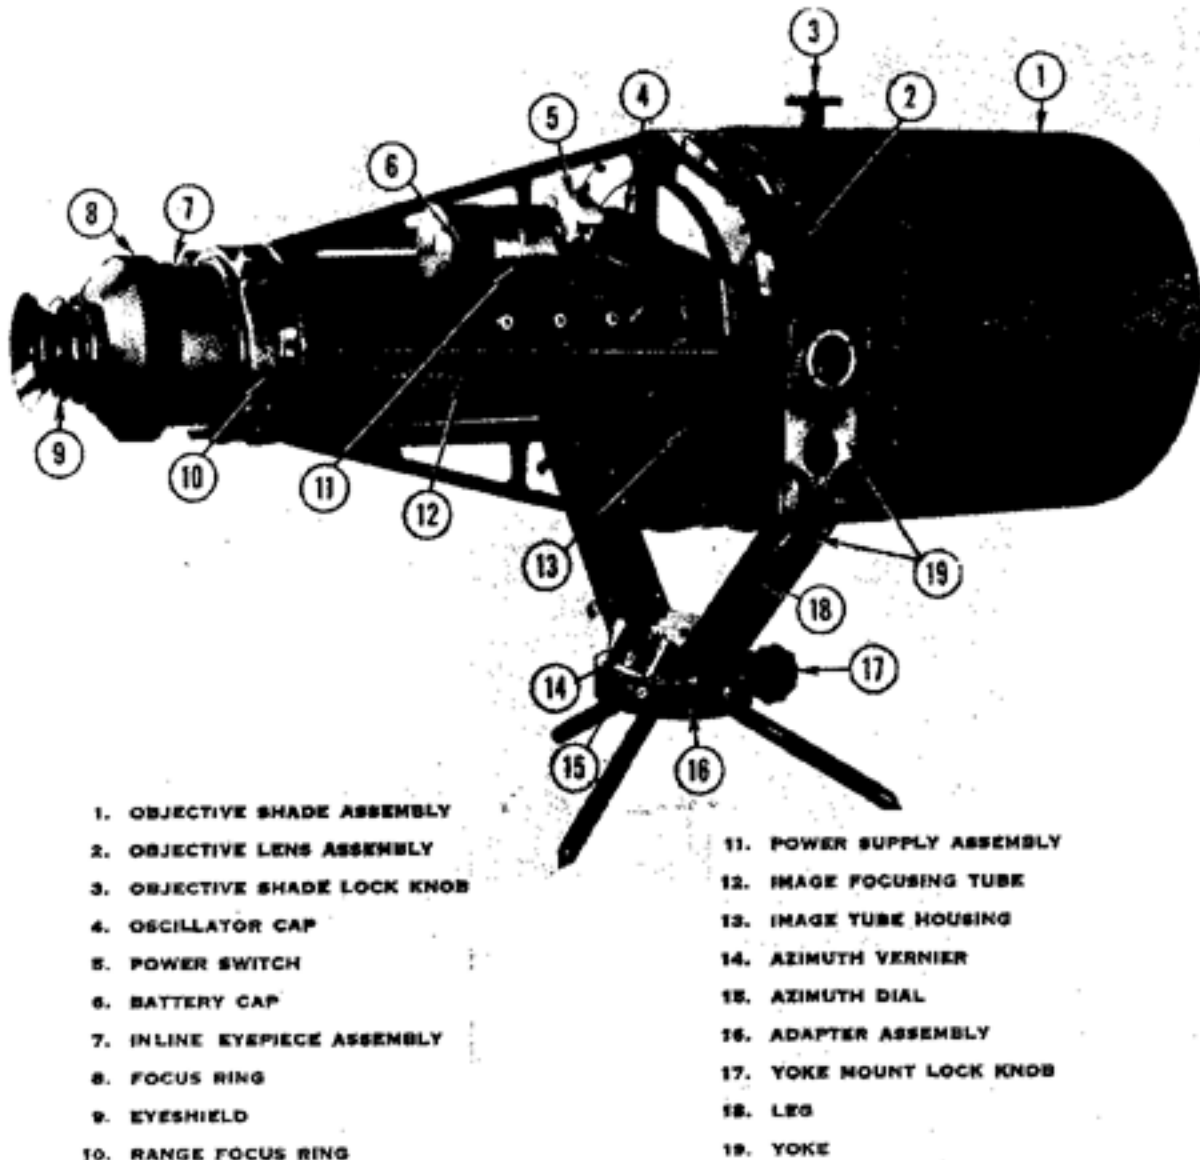 3
1
4
2
5
6
7
8
9
10
11
12
13
19
18
14
17
15
16
1. OBJECTIVE SHADE ASSEMBLY
2. OBJECTIVE LENS ASSEMBLY
3. OBJECTIVE SHADE LOCK KNOB
4. OSCILLATOR CAP
5. POWER SWITCH
6. BATTERY CAP
7. INLINE EYEPIECE ASSEMBLY
8. FOCUS RING
9. EYESHIELD
10. RANGE FOCUS RING
11. POWER SUPPLY ASSEMBLY
12. IMAGE FOCUSING TUBE
13. IMAGE TUBE HOUSING
14. AZIMUTH VERNIER
15. AZIMUTH DIAL
16. ADAPTER ASSEMBLY
17. YOKE MOUNT LOCK KNOB
18. LEG
19. YOKE